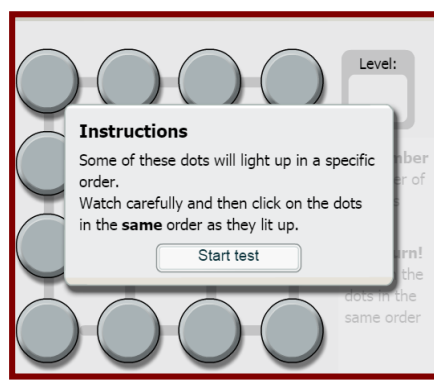 Level:
Instructions
Some of these dots will light up in a specific
order.
Watch carefully and then click on the dots
in the same order as they lit up.
Start test
er of
the
dots in the
same order